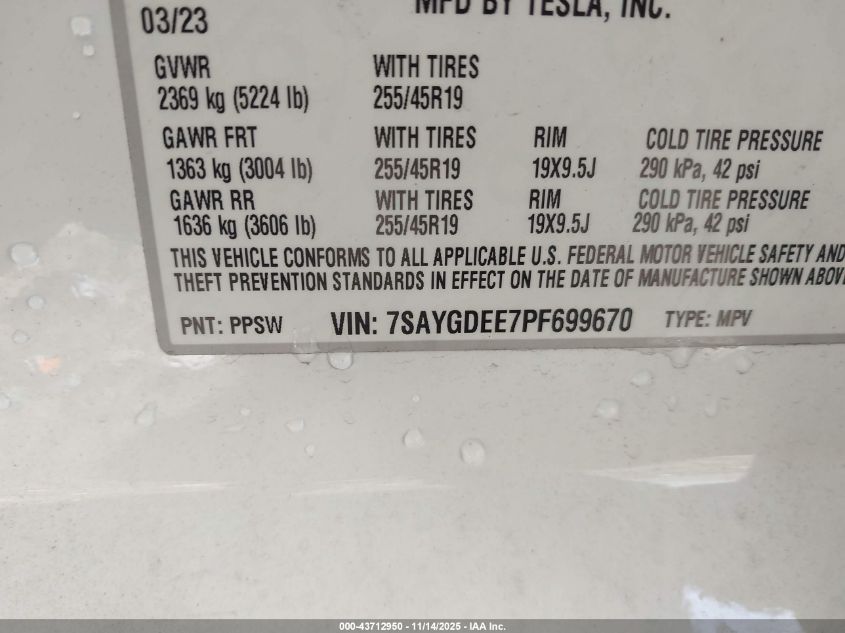 MFD BY TESLA, INC.
03/23
GVWR WITH TIRES
2369 kg (5224 lb) 255/45R19
GAWR FRT WITH TIRES RIM COLD TIRE PRESSURE
1363 kg (3004 lb) 255/45R19 19X9.5J 290 kPa, 42 psi
GAWR RR WITH TIRES RIM COLD TIRE PRESSURE
1636 kg (3606 lb) 255/45R19 19X9.5J 290 kPa, 42 psi
THIS VEHICLE CONFORMS TO ALL APPLICABLE U.S. FEDERAL MOTOR VEHICLE SAFETY AND
THEFT PREVENTION STANDARDS IN EFFECT ON THE DATE OF MANUFACTURE SHOWN ABOVE
PNT: PPSW VIN: 7SAYGDEE7PF699670 TYPE: MPV
000-43712950 - 11/14/2025 - IAA Inc.